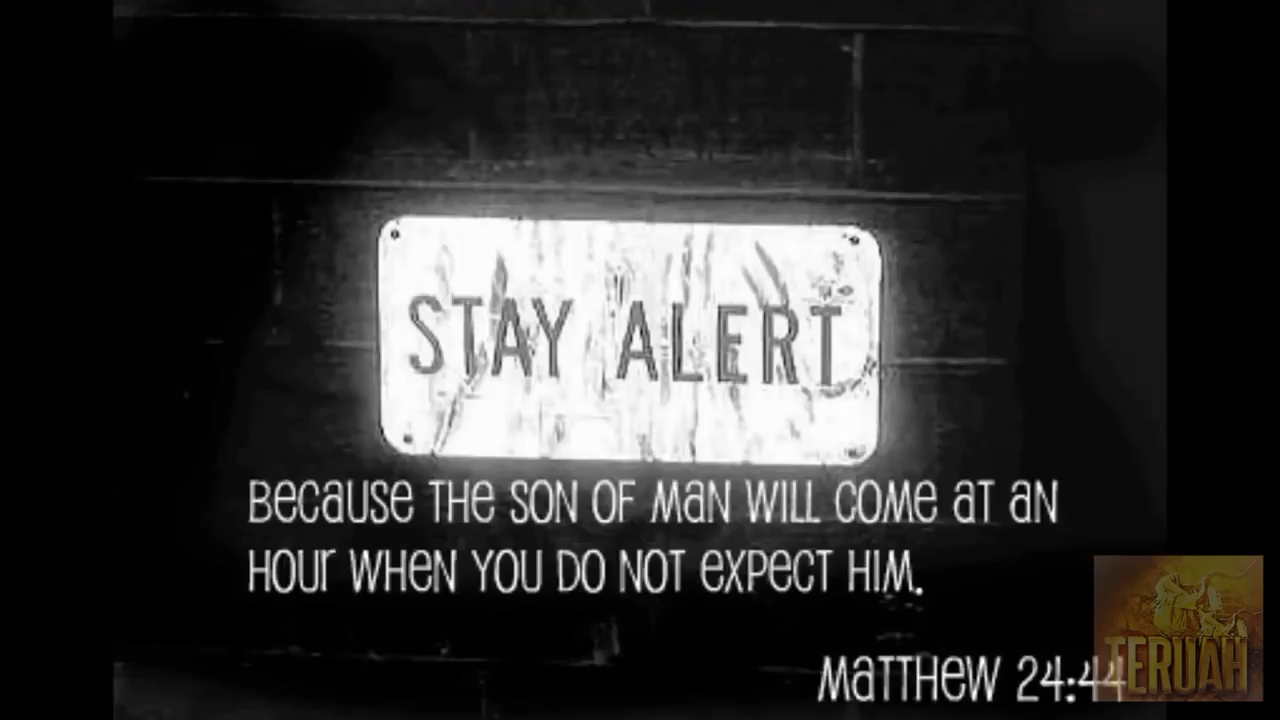 STAY ALERT
Because THE SON OF MaN WILL COMe aT aN
HOUr WHeN YOU DO NOT eXPecT HIM.
MaTTHeW 24:44
TERUAH